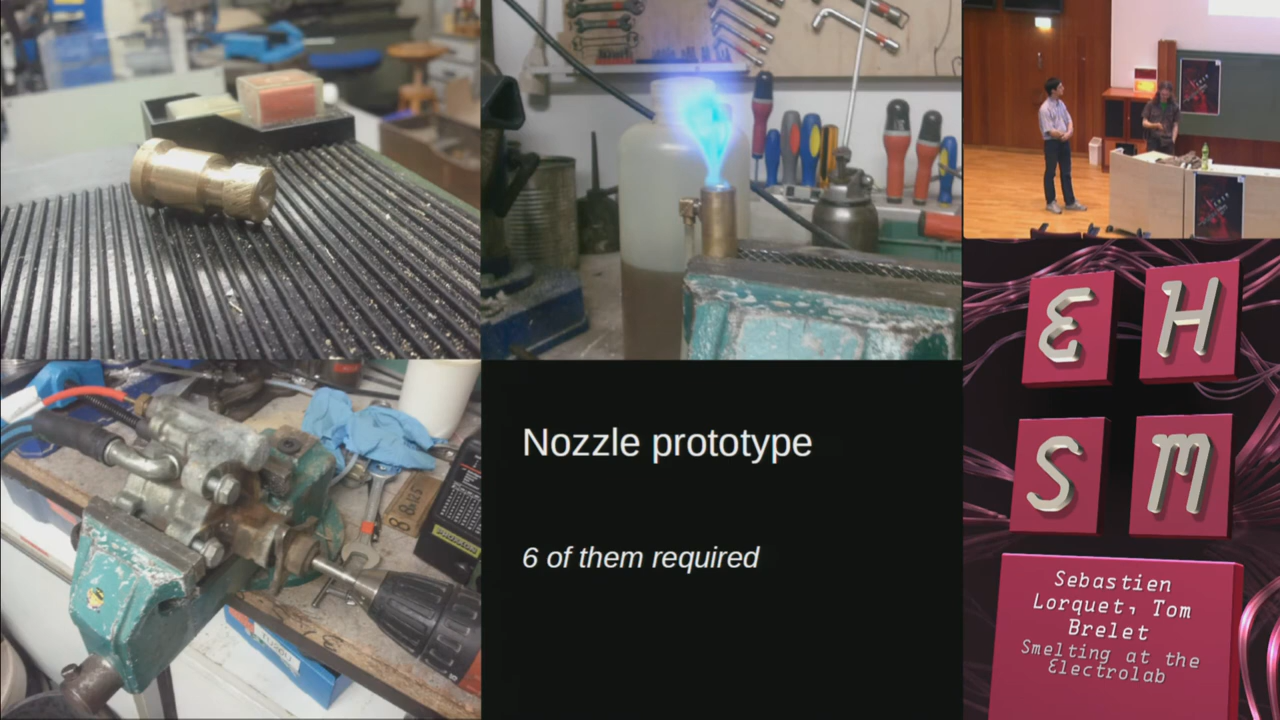 Nozzle prototype
6 of them required
E H
S M
Sebastien
Lorquet, Tom
Brelet
Smelting at the
Electrolab